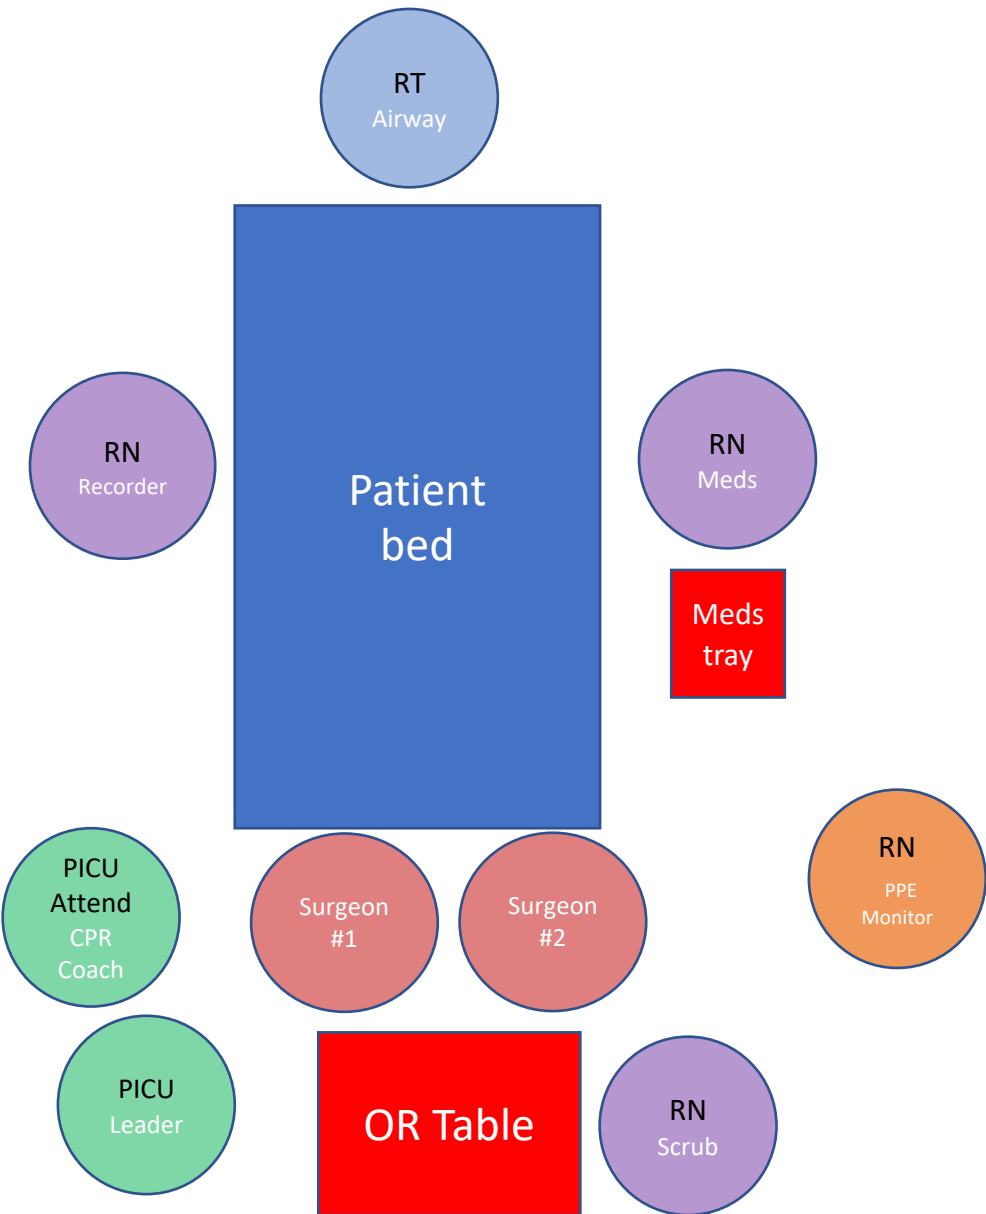 RT
Airway
RN
Recorder
Patient
bed
RN
Meds
Meds
tray
PICU
Attend
CPR
Coach
Surgeon
#1
Surgeon
#2
RN
PPE
Monitor
PICU
Leader
OR Table
RN
Scrub